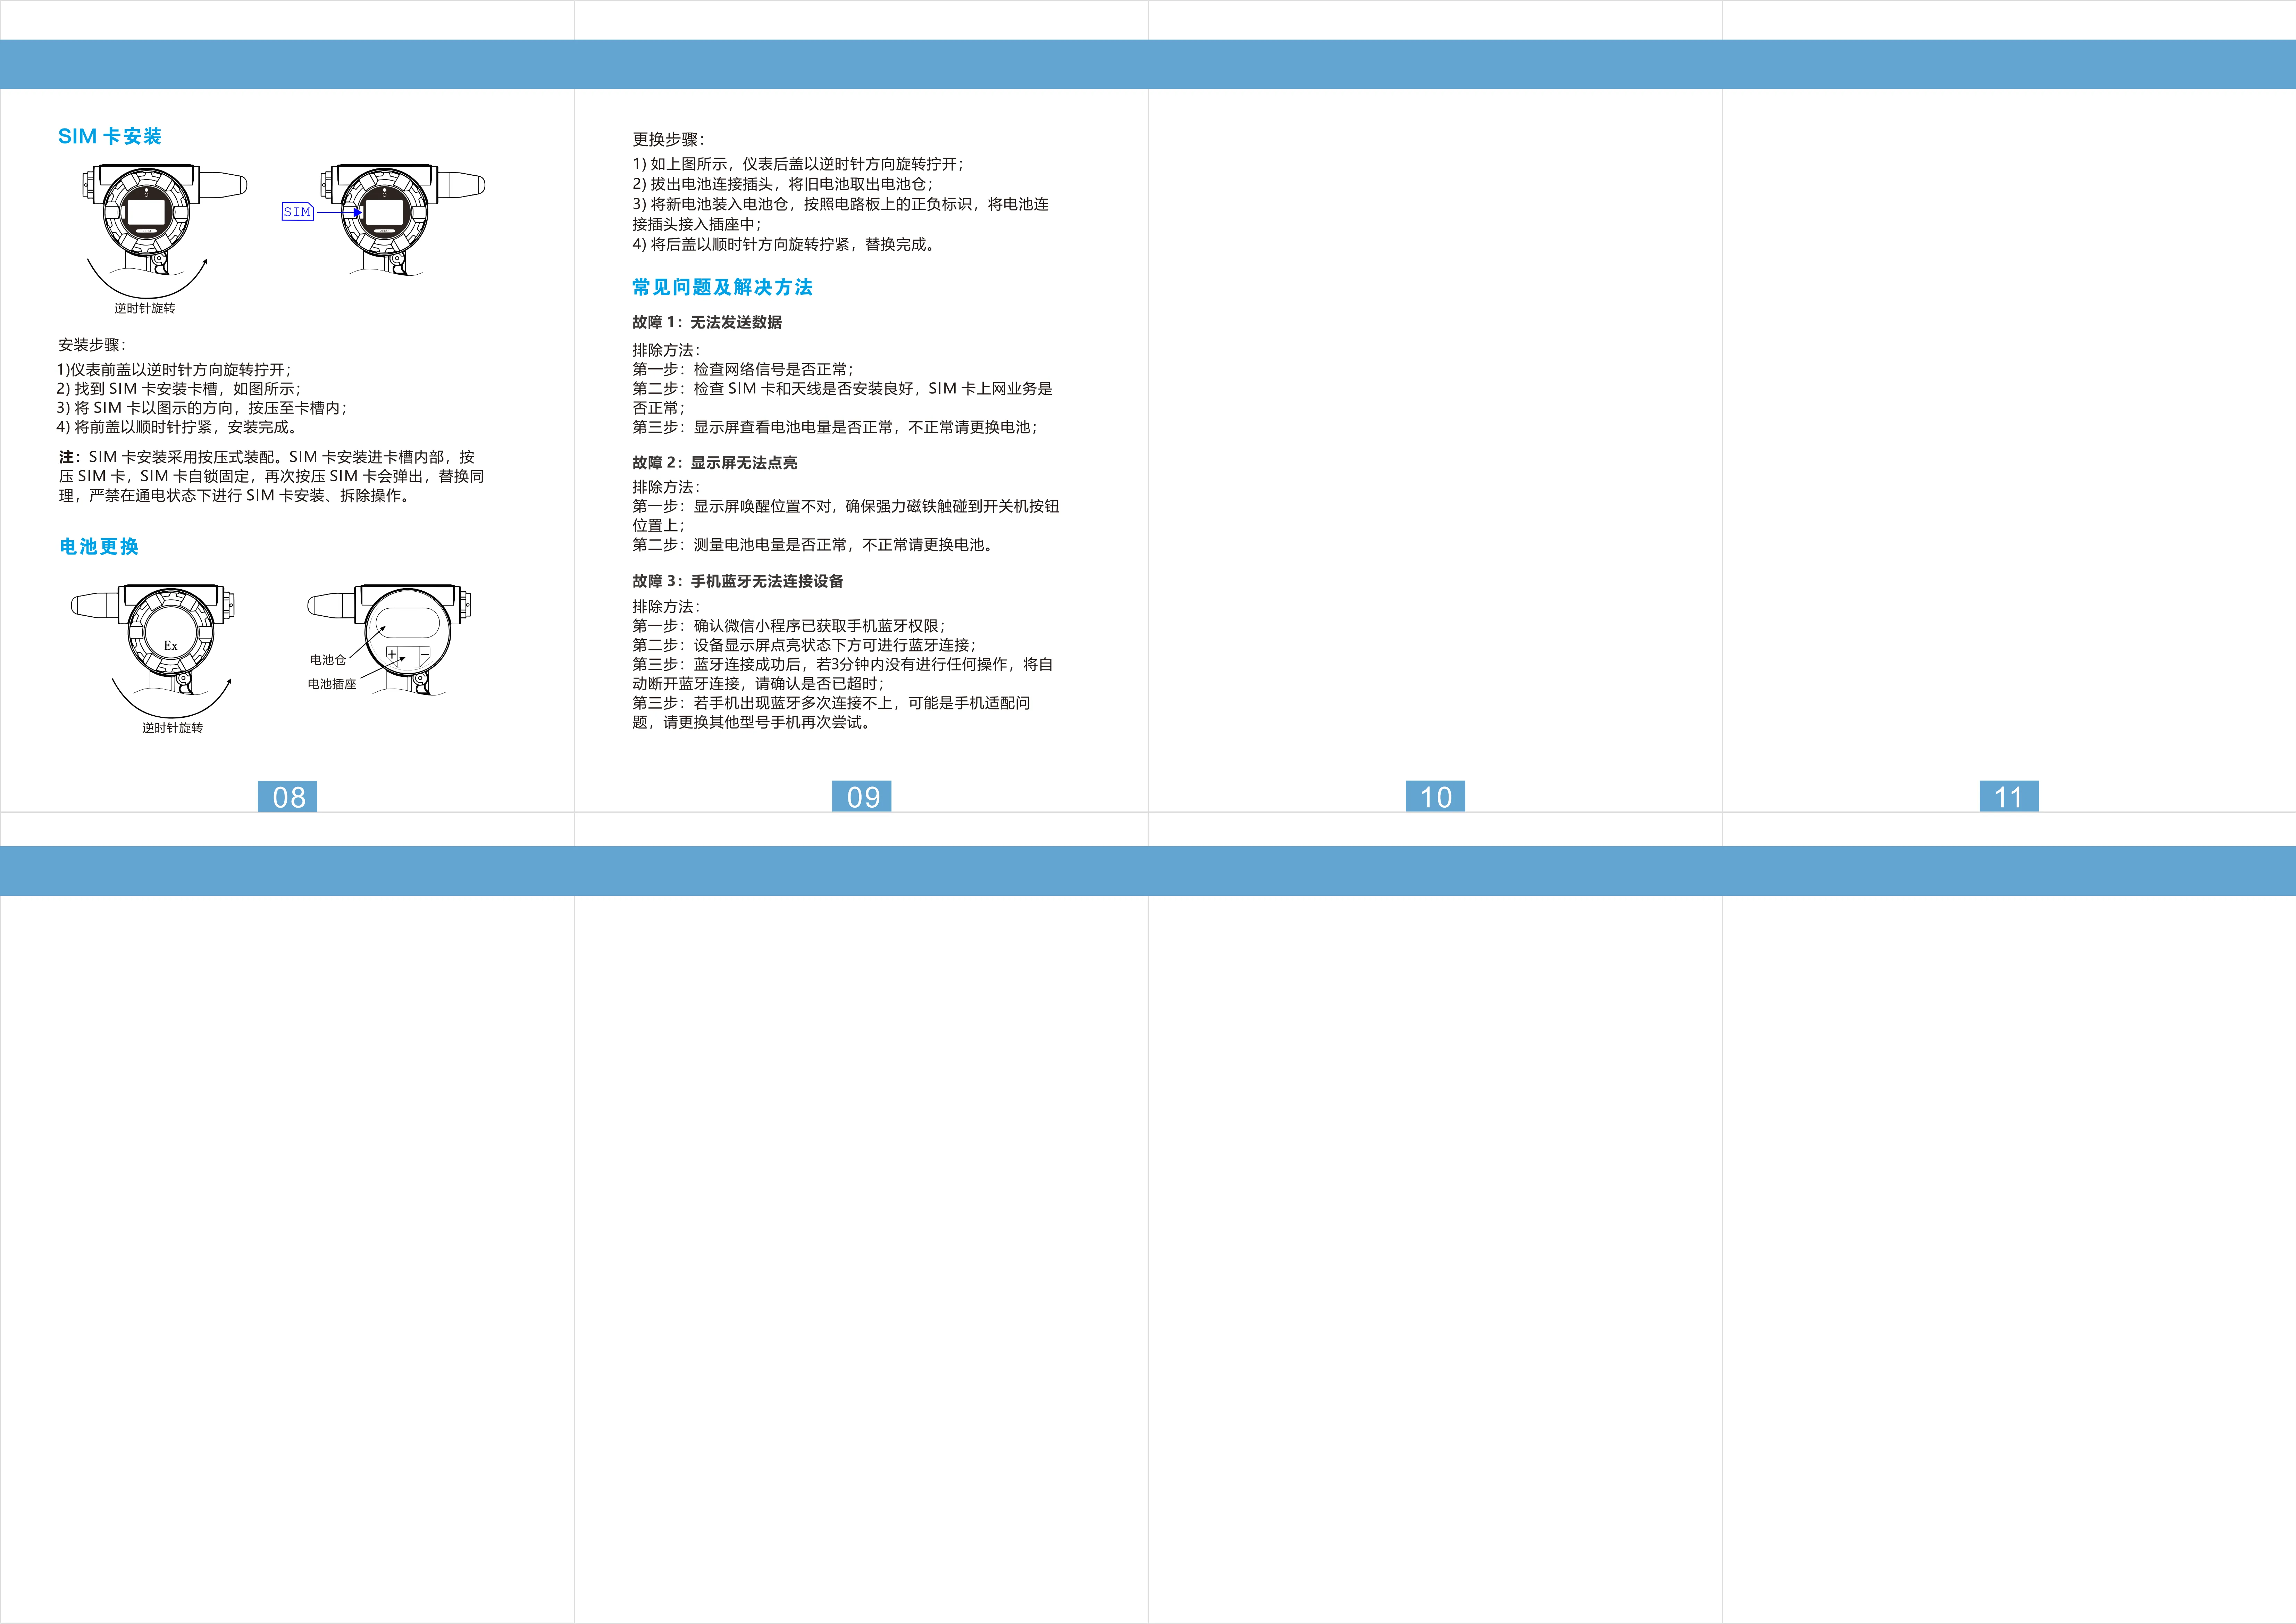 SIM 卡安装
SIM
逆时针旋转
安装步骤：
1)仪表前盖以逆时针方向旋转拧开；
2) 找到 SIM 卡安装卡槽，如图所示；
3) 将 SIM 卡以图示的方向，按压至卡槽内；
4) 将前盖以顺时针拧紧，安装完成。
注：SIM 卡安装采用按压式装配。SIM 卡安装进卡槽内部，按
压 SIM 卡，SIM 卡自锁固定，再次按压 SIM 卡会弹出，替换同
理，严禁在通电状态下进行 SIM 卡安装、拆除操作。
电池更换
Ex
电池仓
+ −
电池插座
逆时针旋转
08
更换步骤：
1) 如上图所示，仪表后盖以逆时针方向旋转拧开；
2) 拔出电池连接插头，将旧电池取出电池仓；
3) 将新电池装入电池仓，按照电路板上的正负标识，将电池连
接插头接入插座中；
4) 将后盖以顺时针方向旋转拧紧，替换完成。
常见问题及解决方法
故障 1：无法发送数据
排除方法：
第一步：检查网络信号是否正常；
第二步：检查 SIM 卡和天线是否安装良好，SIM 卡上网业务是
否正常；
第三步：显示屏查看电池电量是否正常，不正常请更换电池；
故障 2：显示屏无法点亮
排除方法：
第一步：显示屏唤醒位置不对，确保强力磁铁触碰到开关机按钮
位置上；
第二步：测量电池电量是否正常，不正常请更换电池。
故障 3：手机蓝牙无法连接设备
排除方法：
第一步：确认微信小程序已获取手机蓝牙权限；
第二步：设备显示屏点亮状态下方可进行蓝牙连接；
第三步：蓝牙连接成功后，若3分钟内没有进行任何操作，将自
动断开蓝牙连接，请确认是否已超时；
第三步：若手机出现蓝牙多次连接不上，可能是手机适配问
题，请更换其他型号手机再次尝试。
09
10
11